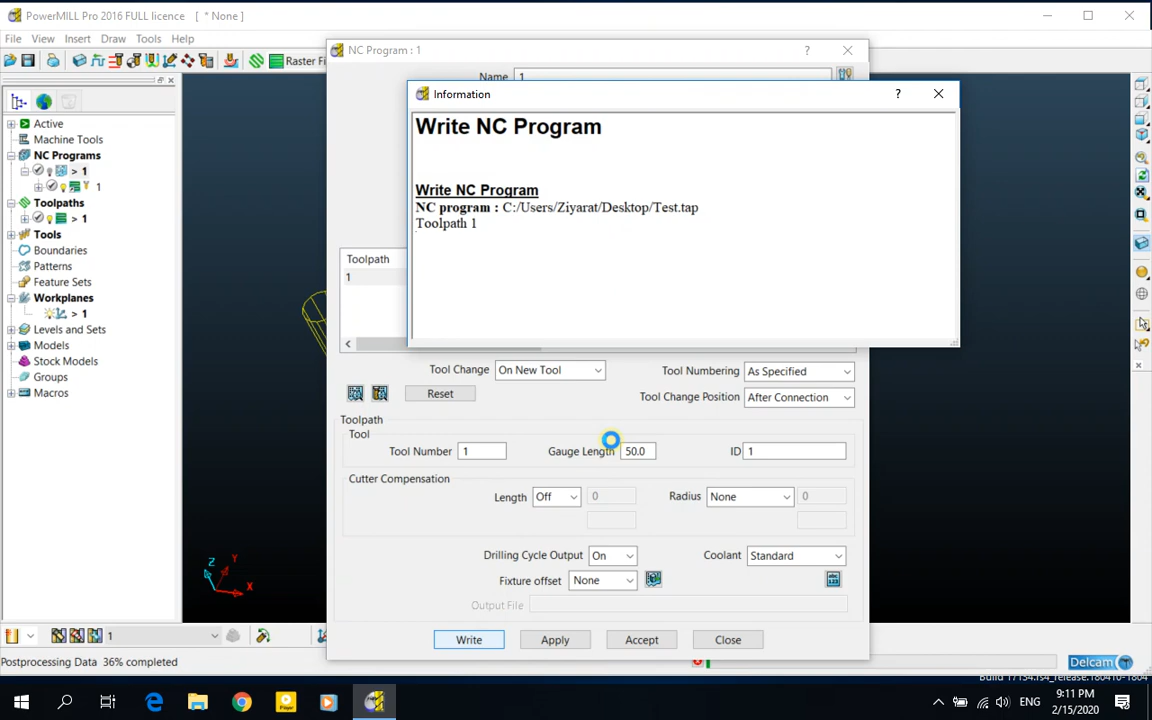 PowerMILL Pro 2016 FULL licence [ * None ]
File View Insert Draw Tools Help
Raster
NC Program : 1
Name 1
Information
Write NC Program
Write NC Program
NC program : C:/Users/Ziyarat/Desktop/Test.tap
Toolpath 1
Active
Machine Tools
NC Programs
> 1
1
Toolpaths
> 1
Tools
Boundaries
Patterns
Feature Sets
Workplanes
> 1
Levels and Sets
Models
Stock Models
Groups
Macros
Toolpath
1
Tool Change On New Tool
Tool Numbering As Specified
Reset
Tool Change Position After Connection
Toolpath
Tool
Tool Number 1 Gauge Length 50.0 ID 1
Cutter Compensation
Length Off 0 Radius None 0
Drilling Cycle Output On Coolant Standard
Fixture offset None
Output File
Write Apply Accept Close
Z Y X
1
Postprocessing Data 36% completed
Delcam
Build 17134.rs4_release.180410-1804
ENG
9:11 PM
2/15/2020